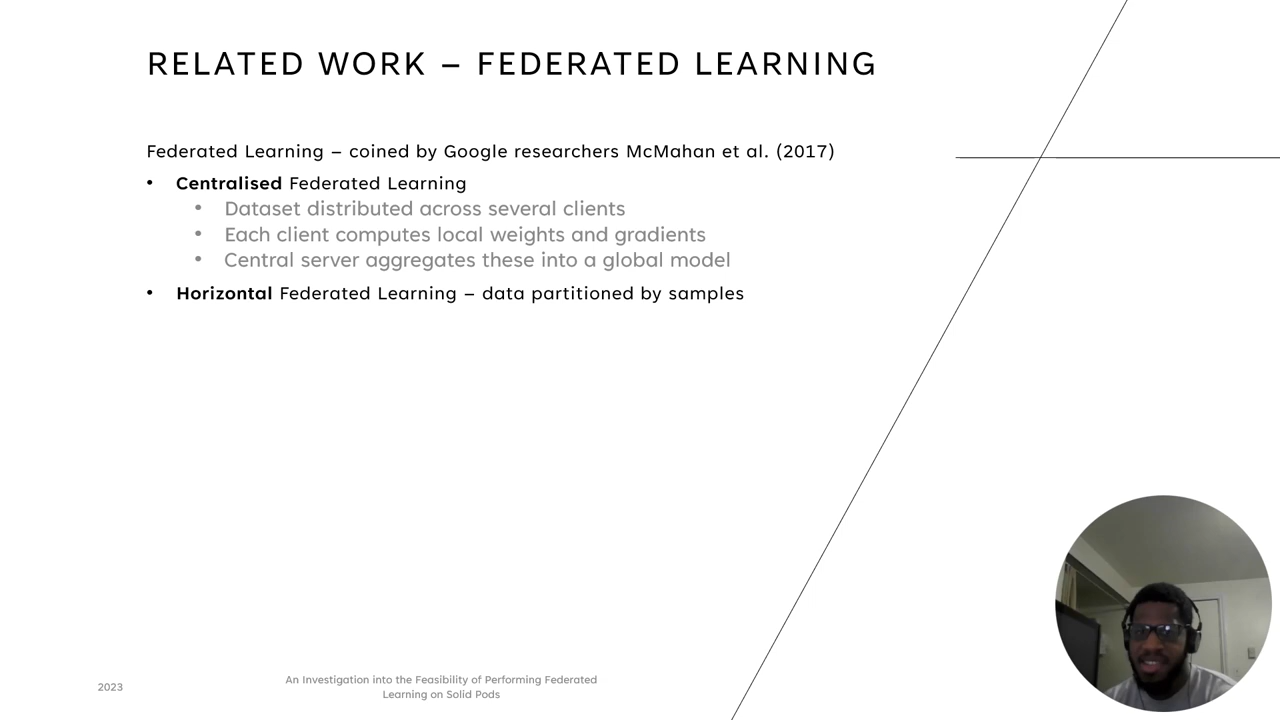 RELATED WORK – FEDERATED LEARNING
Federated Learning – coined by Google researchers McMahan et al. (2017)
• Centralised Federated Learning
• Dataset distributed across several clients
• Each client computes local weights and gradients
• Central server aggregates these into a global model
• Horizontal Federated Learning – data partitioned by samples
2023
An Investigation into the Feasibility of Performing Federated
Learning on Solid Pods